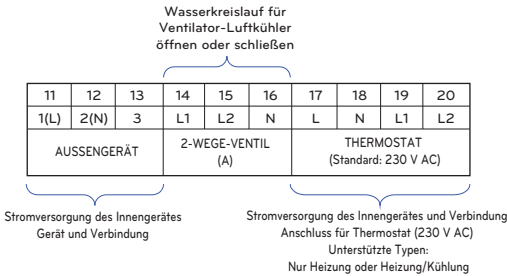 Wasserkreislauf für
Ventilator-Luftkühler
öffnen oder schließen
11 12 13 14 15 16 17 18 19 20
1(L) 2(N) 3 L1 L2 N L N L1 L2
AUSSENGERÄT
2-WEGE-VENTIL
(A)
THERMOSTAT
(Standard: 230 V AC)
Stromversorgung des Innengerätes
Gerät und Verbindung
Stromversorgung des Innengerätes und Verbindung
Anschluss für Thermostat (230 V AC)
Unterstützte Typen:
Nur Heizung oder Heizung/Kühlung